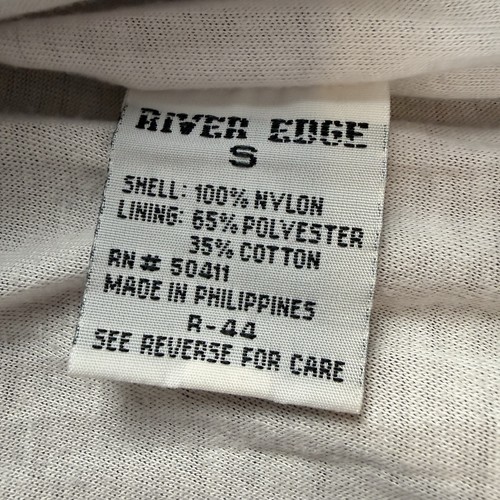 RIVER EDGE
S
SHELL: 100% NYLON
LINING: 65% POLYESTER
35% COTTON
RN # 50411
MADE IN PHILIPPINES
R-44
SEE REVERSE FOR CARE